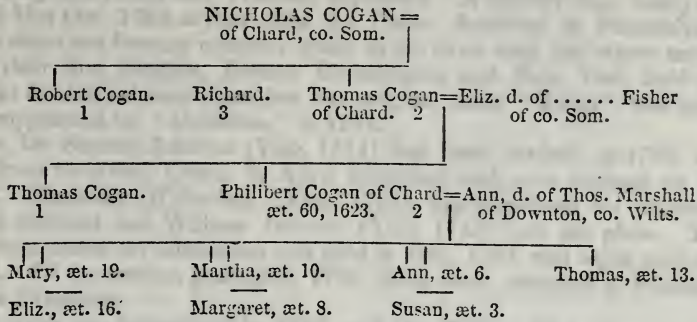 NICHOLAS COGAN=
of Chard, co. Som.
Robert Cogan. Richard. Thomas Cogan=Eliz. d. of ...... Fisher
1 3 of Chard. 2 of co. Som.
Thomas Cogan. Philibert Cogan of Chard=Ann, d. of Thos. Marshall
1 æt. 60, 1623. 2 of Downton, co. Wilts.
Mary, æt. 19. Martha, æt. 10. Ann, æt. 6. Thomas, æt. 13.
Eliz., æt. 16. Margaret, æt. 8. Susan, æt. 3.